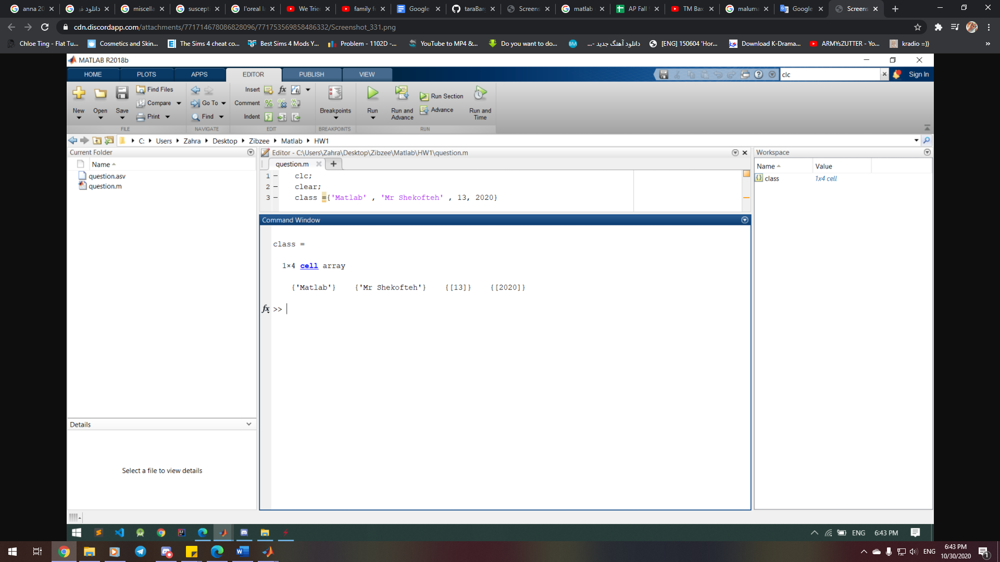 anna 20
دانلود ق
miscella
suscepti
l'oreal la
We Trie
family f
Google
taraBar
Screens
matlab
AP Fall
TM Bax
maluma
Google
Screens
cdn.discordapp.com/attachments/771714678086828096/771753569858486332/Screenshot_331.png
Chloe Ting - Flat Tu...
Cosmetics and Skin...
The Sims 4 cheat co...
Best Sims 4 Mods Y...
Problem - 1102D -...
YouTube to MP4 &...
Do you want to do...
دانلود آهنگ جدید -...
[ENG] 150604 'Hor...
Download K-Drama...
ARMYsZUTTER - Yo...
kradio =))
MATLAB R2018b
HOME PLOTS APPS EDITOR PUBLISH VIEW
clc
Sign In
New
Open
Save
Find Files
Compare
Print
FILE
Go To
Find
NAVIGATE
Insert
Comment
Indent
EDIT
Breakpoints
BREAKPOINTS
Run
Run and Advance
Run Section
Advance
Run and Time
RUN
C: Users Zahra Desktop Zibzee Matlab HW1
Current Folder
Name
question.asv
question.m
Details
Select a file to view details
Editor - C:\Users\Zahra\Desktop\Zibzee\Matlab\HW1\question.m
question.m
1 - clc;
2 - clear;
3 - class ={'Matlab' , 'Mr Shekofteh' , 13, 2020}
Command Window
class =
1×4 cell array
{'Matlab'} {'Mr Shekofteh'} {[13]} {[2020]}
fx >>
Workspace
Name Value
class 1x4 cell
ENG 6:43 PM
ENG
6:43 PM
10/30/2020
1